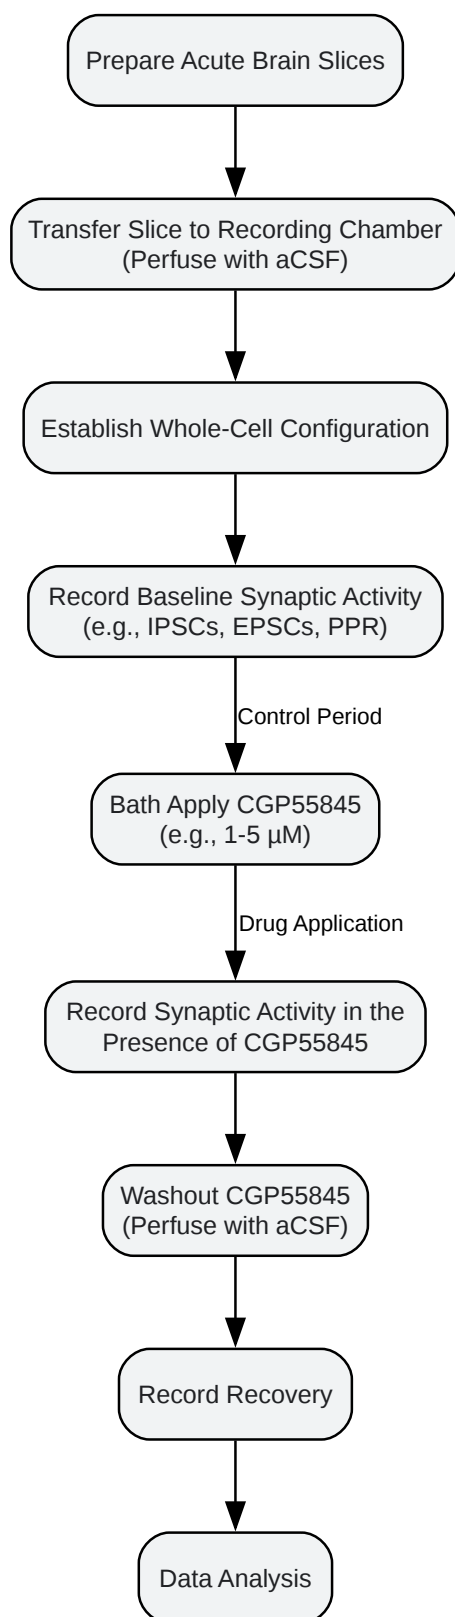 Prepare Acute Brain Slices
Transfer Slice to Recording Chamber
(Perfuse with aCSF)
Establish Whole-Cell Configuration
Record Baseline Synaptic Activity
(e.g., IPSCs, EPSCs, PPR)
Control Period
Bath Apply CGP55845
(e.g., 1-5 µM)
Drug Application
Record Synaptic Activity in the
Presence of CGP55845
Washout CGP55845
(Perfuse with aCSF)
Record Recovery
Data Analysis